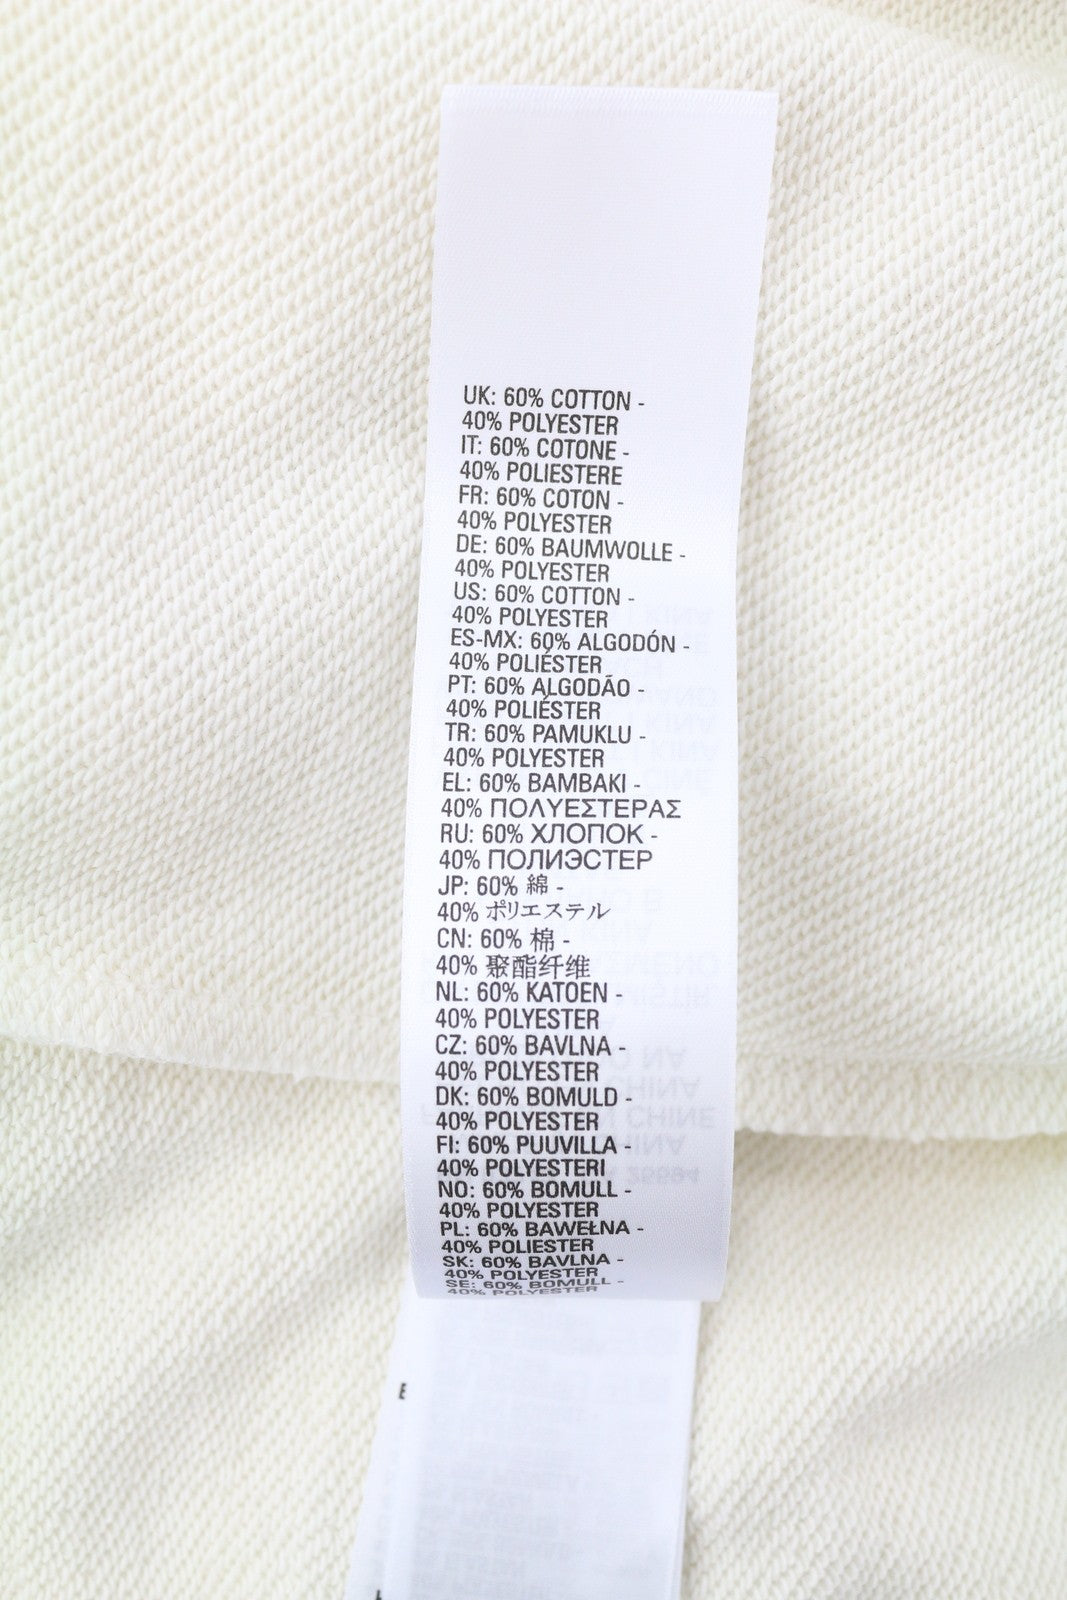 UK: 60% COTTON -
40% POLYESTER
IT: 60% COTONE -
40% POLIESTERE
FR: 60% COTON -
40% POLYESTER
DE: 60% BAUMWOLLE -
40% POLYESTER
US: 60% COTTON -
40% POLYESTER
ES-MX: 60% ALGODÓN -
40% POLIÉSTER
PT: 60% ALGODÃO -
40% POLIÉSTER
TR: 60% PAMUKLU -
40% POLYESTER
EL: 60% BAMBAKI -
40% ΠΟΛΥΕΣΤΕΡΑΣ
RU: 60% ХЛОПОК -
40% ПОЛИЭСТЕР
JP: 60% 綿 -
40% ポリエステル
CN: 60% 棉 -
40% 聚酯纤维
NL: 60% KATOEN -
40% POLYESTER
CZ: 60% BAVLNA -
40% POLYESTER
DK: 60% BOMULD -
40% POLYESTER
FI: 60% PUUVILLA -
40% POLYESTERI
NO: 60% BOMULL -
40% POLYESTER
PL: 60% BAWEŁNA -
40% POLIESTER
SK: 60% BAVLNA -
40% POLYESTER
SE: 60% BOMULL -
40% POLYESTER